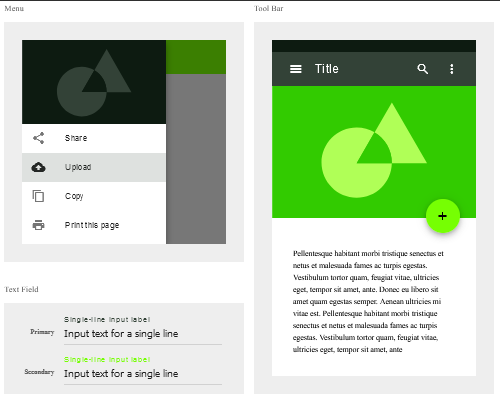 Menu
Share
Upload
Copy
Print this page
Text Field
Single-line input label
Primary
Input text for a single line
Single-line input label
Secondary
Input text for a single line
Tool Bar
Title
Pellentesque habitant morbi tristique senectus et
netus et malesuada fames ac turpis egestas.
Vestibulum tortor quam, feugiat vitae, ultricies
eget, tempor sit amet, ante. Donec eu libero sit
amet quam egestas semper. Aenean ultricies mi
vitae est. Pellentesque habitant morbi tristique
senectus et netus et malesuada fames ac turpis
egestas. Vestibulum tortor quam, feugiat vitae,
ultricies eget, tempor sit amet, ante